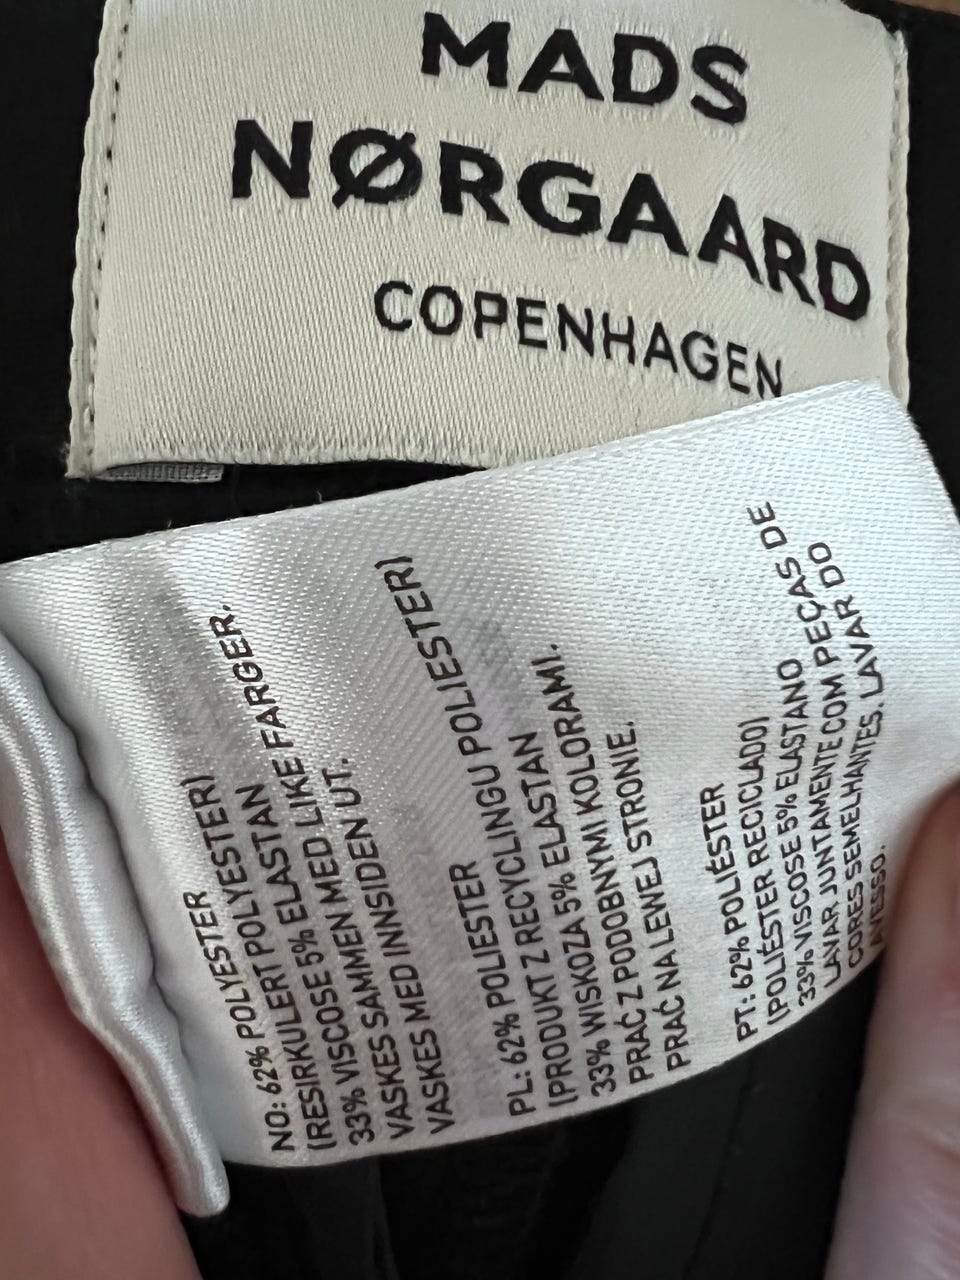 MADS
NØRGAARD
COPENHAGEN
NO: 62% POLYESTER
(RESIRKULERT POLYESTER)
33% VISCOSE 5% ELASTAN
VASKES SAMMEN MED LIKE FARGER.
VASKES MED INNSIDEN UT.
PL: 62% POLIESTER
(PRODUKT Z RECYCLINGU POLIESTER)
33% WISKOZA 5% ELASTAN
PRAĆ Z PODOBNYMI KOLORAMI.
PRAĆ NA LEWEJ STRONIE.
PT: 62% POLIÉSTER
(POLIÉSTER RECICLADO)
33% VISCOSE 5% ELASTANO
LAVAR JUNTAMENTE COM PEÇAS DE
CORES SEMELHANTES. LAVAR DO
AVESSO.